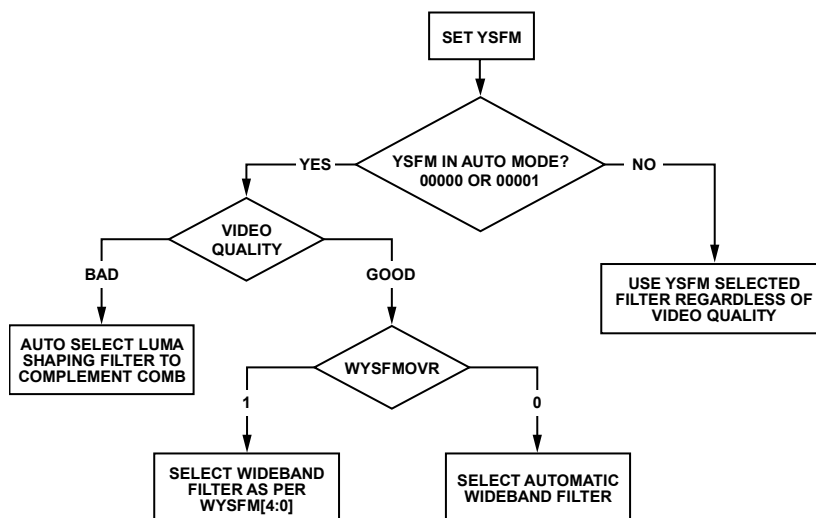 SET YSFM
YSFM IN AUTO MODE?
00000 OR 00001
YES
NO
VIDEO
QUALITY
BAD
GOOD
USE YSFM SELECTED
FILTER REGARDLESS OF
VIDEO QUALITY
AUTO SELECT LUMA
SHAPING FILTER TO
COMPLEMENT COMB
WYSFMOVR
1
0
SELECT WIDEBAND
FILTER AS PER
WYSFM[4:0]
SELECT AUTOMATIC
WIDEBAND FILTER